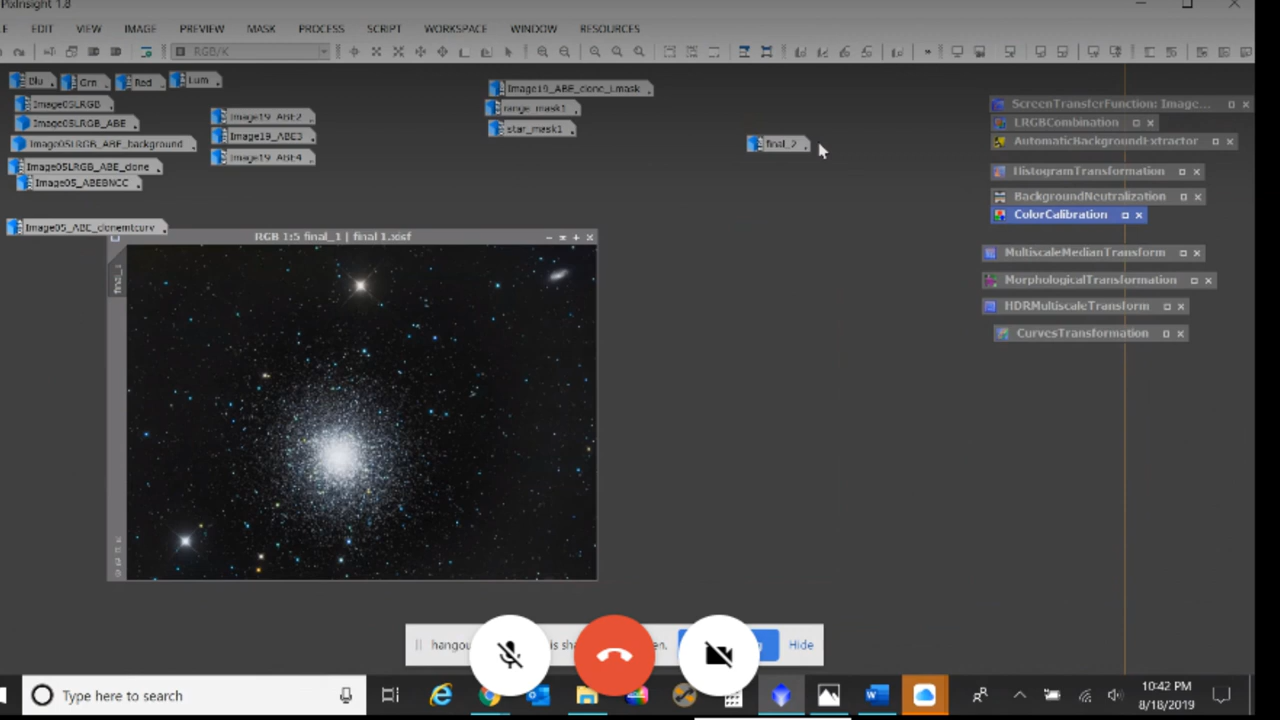 PixInsight 1.8
EDIT VIEW IMAGE PREVIEW MASK PROCESS SCRIPT WORKSPACE WINDOW RESOURCES
RGB/K
Blu Grn Red Lum
Image05LRGB
Image05LRGB_ABE
Image05LRGB_ABE_background
Image05LRGB_ABE_clone
Image05_ABEBNCC
Image05_ABE_clonemtcurv
Image19_ABE2
Image19_ABE3
Image19_ABE4
Image19_ABE_clone_Lmask
range_mask1
star_mask1
final_2
ScreenTransferFunction: Image...
LRGBCombination
AutomaticBackgroundExtractor
HistogramTransformation
BackgroundNeutralization
ColorCalibration
MultiscaleMedianTransform
MorphologicalTransformation
HDRMultiscaleTransform
CurvesTransformation
RGB 1:5 final_1 | final 1.xisf
final_1
Hide
Type here to search
10:42 PM
8/18/2019